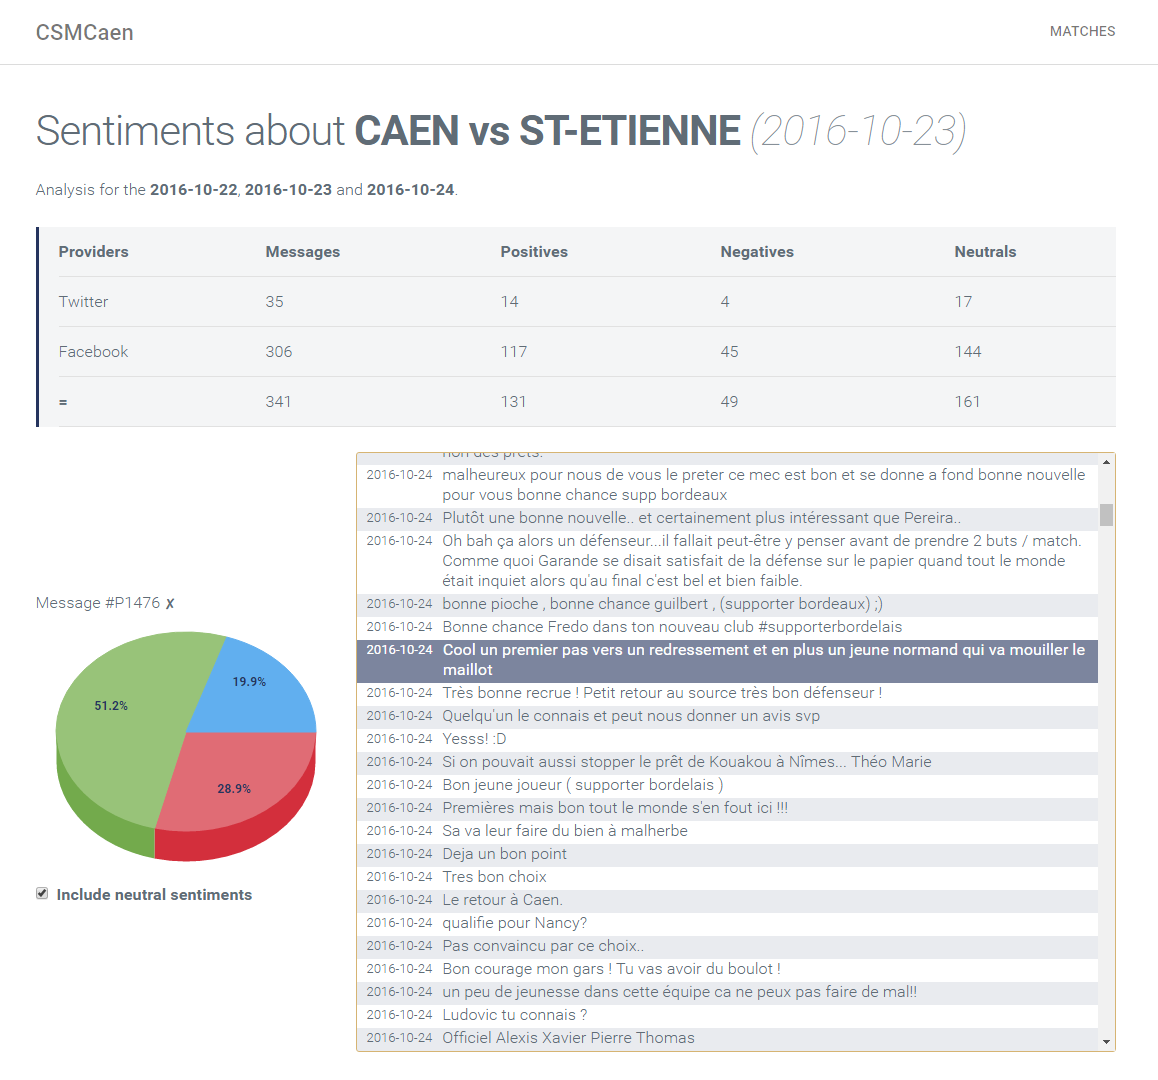 CSMCaen
MATCHES
Sentiments about CAEN vs ST-ETIENNE (2016-10-23)
Analysis for the 2016-10-22, 2016-10-23 and 2016-10-24.
Providers Messages Positives Negatives Neutrals
Twitter 35 14 4 17
Facebook 306 117 45 144
= 341 131 49 161
non des prets.
2016-10-24 malheureux pour nous de vous le preter ce mec est bon et se donne a fond bonne nouvelle
pour vous bonne chance supp bordeaux
2016-10-24 Plutôt une bonne nouvelle.. et certainement plus intéressant que Pereira..
2016-10-24 Oh bah ça alors un défenseur...il fallait peut-être y penser avant de prendre 2 buts / match.
Comme quoi Garande se disait satisfait de la défense sur le papier quand tout le monde
était inquiet alors qu'au final c'est bel et bien faible.
2016-10-24 bonne pioche , bonne chance guilbert , (supporter bordeaux) ;)
2016-10-24 Bonne chance Fredo dans ton nouveau club #supporterbordelais
2016-10-24 Cool un premier pas vers un redressement et en plus un jeune normand qui va mouiller le
maillot
2016-10-24 Très bonne recrue ! Petit retour au source très bon défenseur !
2016-10-24 Quelqu'un le connais et peut nous donner un avis svp
2016-10-24 Yesss! :D
2016-10-24 Si on pouvait aussi stopper le prêt de Kouakou à Nîmes... Théo Marie
2016-10-24 Bon jeune joueur ( supporter bordelais )
2016-10-24 Premières mais bon tout le monde s'en fout ici !!!
2016-10-24 Sa va leur faire du bien à malherbe
2016-10-24 Deja un bon point
2016-10-24 Tres bon choix
2016-10-24 Le retour à Caen.
2016-10-24 qualifie pour Nancy?
2016-10-24 Pas convaincu par ce choix..
2016-10-24 Bon courage mon gars ! Tu vas avoir du boulot !
2016-10-24 un peu de jeunesse dans cette équipe ca ne peux pas faire de mal!!
2016-10-24 Ludovic tu connais ?
2016-10-24 Officiel Alexis Xavier Pierre Thomas
Message #P1476 ✗
19.9%
51.2%
28.9%
Include neutral sentiments